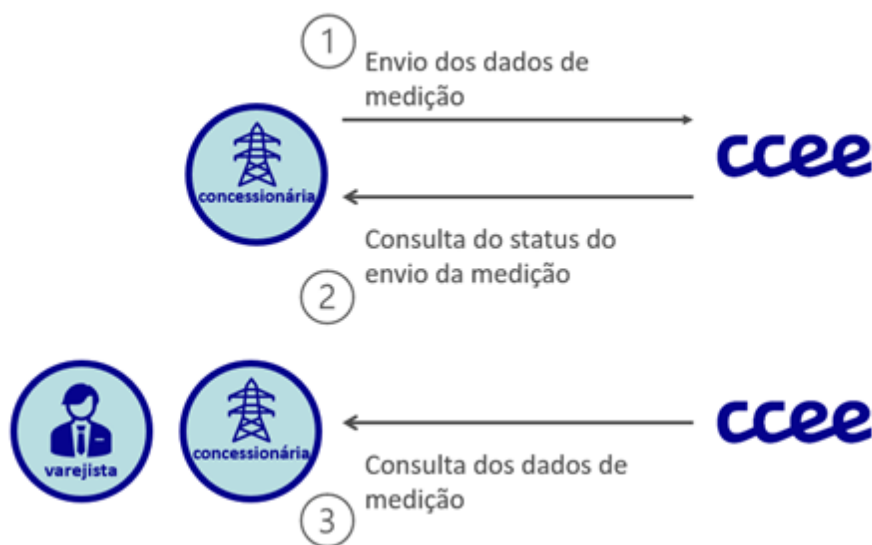 1
Envio dos dados de
medição
concessionária
ccee
Consulta do status do
envio da medição
2
varejista
concessionária
ccee
Consulta dos dados de
medição
3